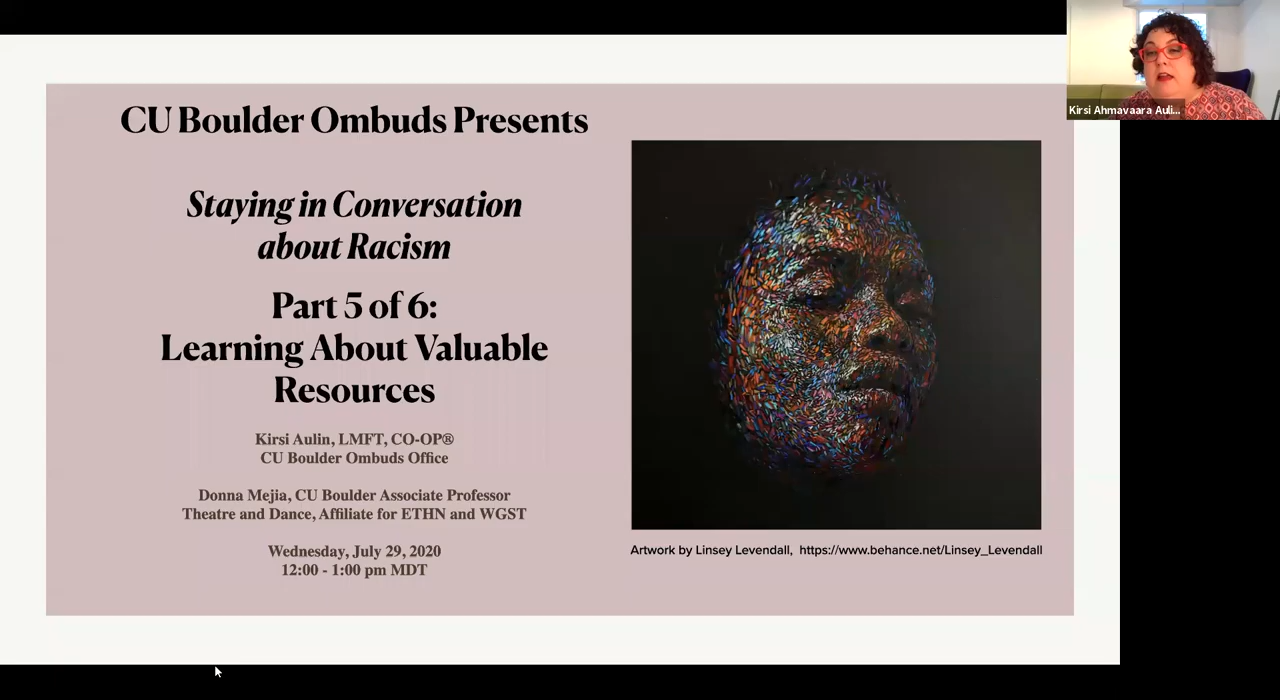 CU Boulder Ombuds Presents
Staying in Conversation
about Racism
Part 5 of 6:
Learning About Valuable
Resources
Kirsi Aulin, LMFT, CO-OP®
CU Boulder Ombuds Office
Donna Mejia, CU Boulder Associate Professor
Theatre and Dance, Affiliate for ETHN and WGST
Wednesday, July 29, 2020
12:00 - 1:00 pm MDT
Artwork by Linsey Levendall, https://www.behance.net/Linsey_Levendall
Kirsi Ahmavaara Auli...